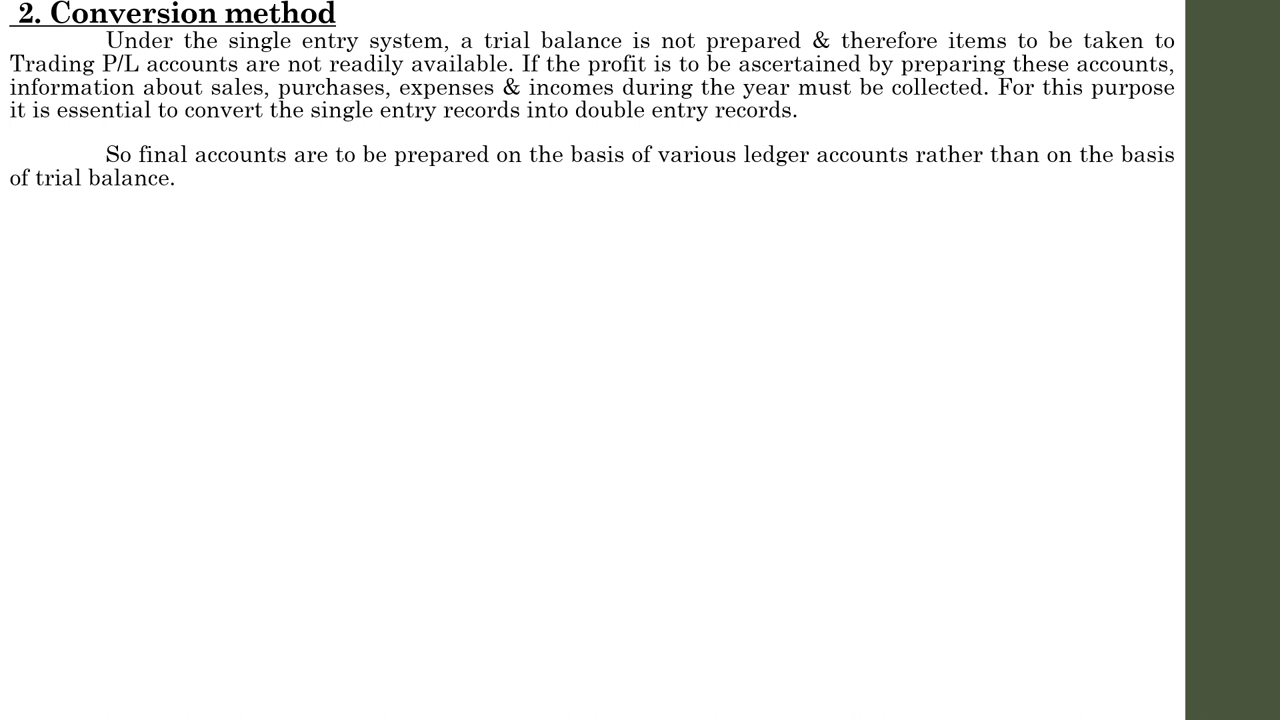 2. Conversion method
Under the single entry system, a trial balance is not prepared & therefore items to be taken to
Trading P/L accounts are not readily available. If the profit is to be ascertained by preparing these accounts,
information about sales, purchases, expenses & incomes during the year must be collected. For this purpose
it is essential to convert the single entry records into double entry records.
So final accounts are to be prepared on the basis of various ledger accounts rather than on the basis
of trial balance.